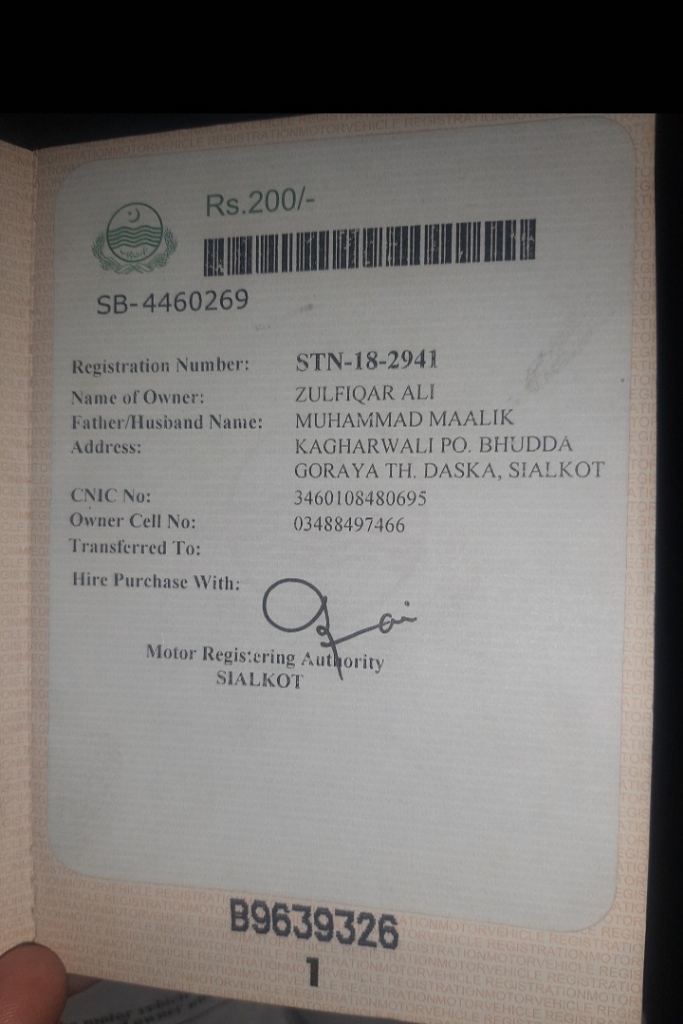 Rs.200/-
SB-4460269
Registration Number: STN-18-2941
Name of Owner: ZULFIQAR ALI
Father/Husband Name: MUHAMMAD MAALIK
Address: KAGHARWALI PO. BHUDDA
GORAYA TH. DASKA, SIALKOT
CNIC No: 3460108480695
Owner Cell No: 03488497466
Transferred To:
Hire Purchase With:
Motor Registering Authority
SIALKOT
B9639326
1